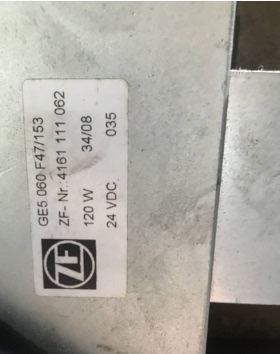 GE5 060 F47/153
ZF- Nr.:4161 111 062
120 W 34/08
24 VDC 035
ZF